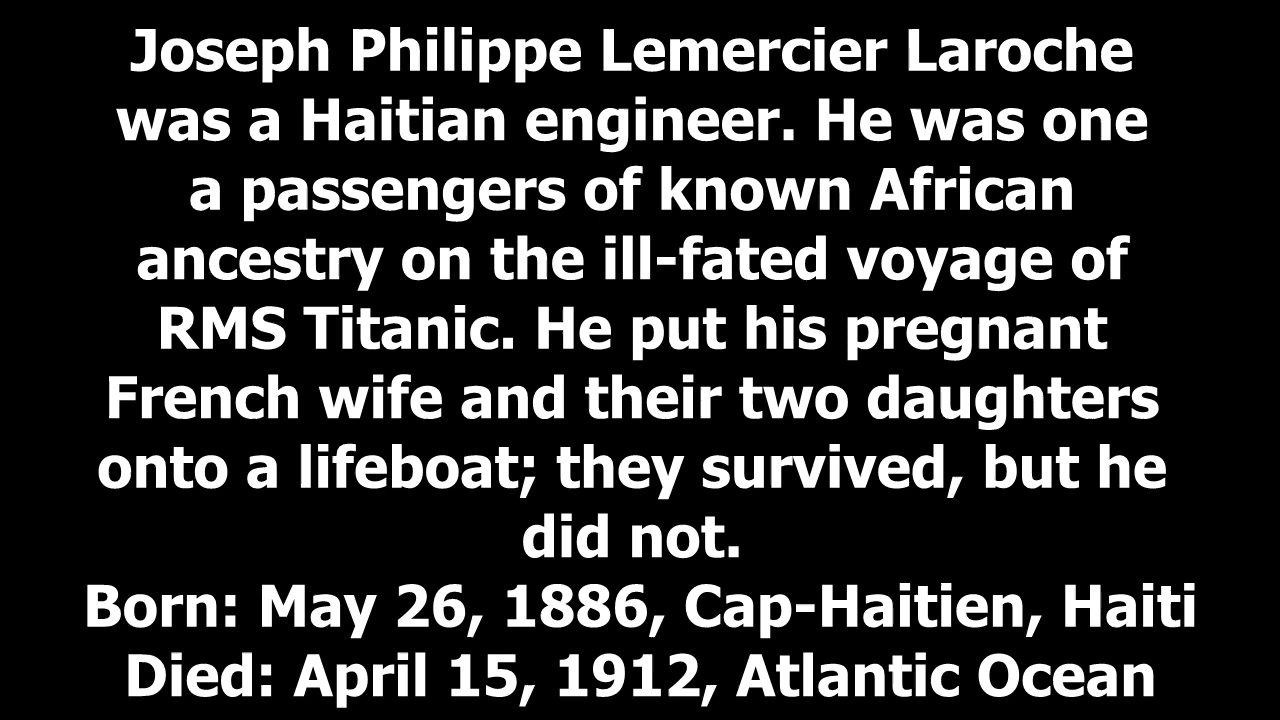 Joseph Philippe Lemercier Laroche
was a Haitian engineer. He was one
a passengers of known African
ancestry on the ill-fated voyage of
RMS Titanic. He put his pregnant
French wife and their two daughters
onto a lifeboat; they survived, but he
did not.
Born: May 26, 1886, Cap-Haitien, Haiti
Died: April 15, 1912, Atlantic Ocean